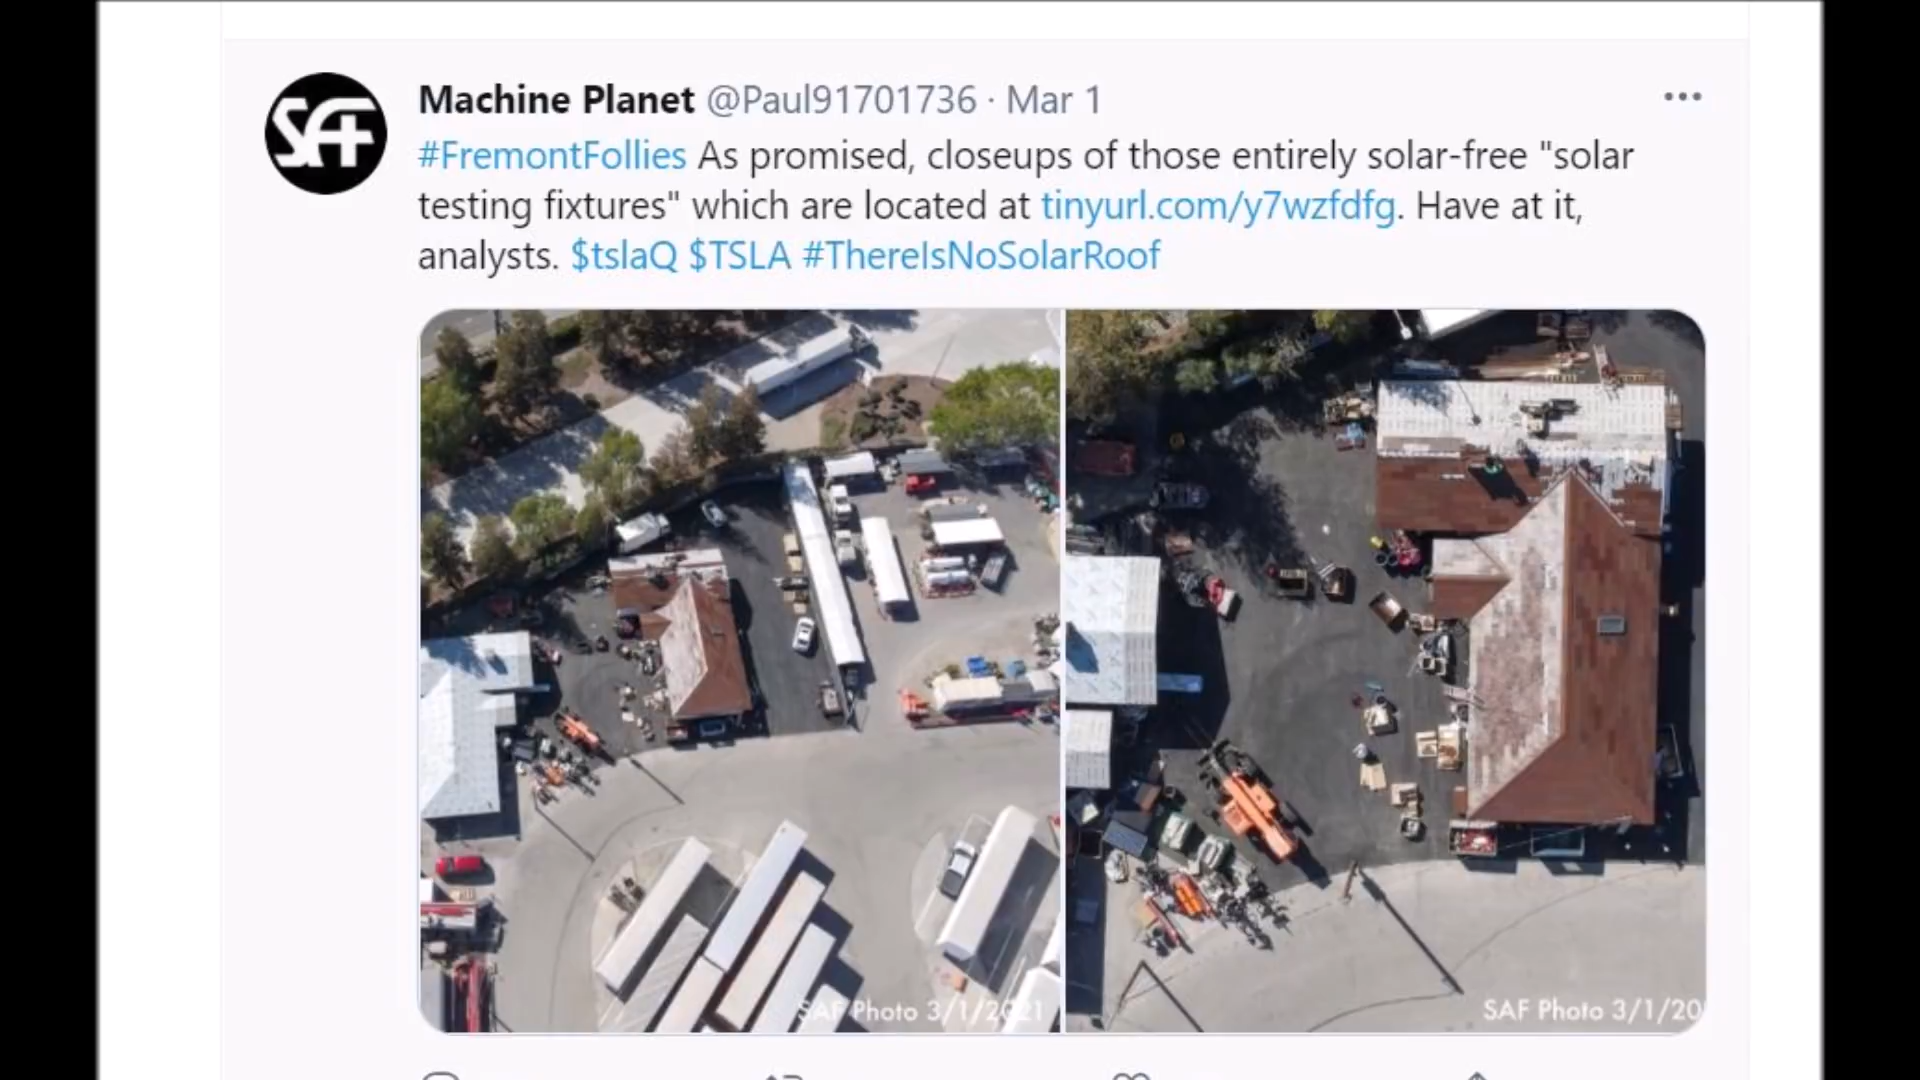 SAF
Machine Planet @Paul91701736 · Mar 1
#FremontFollies As promised, closeups of those entirely solar-free "solar
testing fixtures" which are located at tinyurl.com/y7wzfdfg. Have at it,
analysts. $tslaQ $TSLA #ThereIsNoSolarRoof
SAF Photo 3/1/2021
SAF Photo 3/1/20